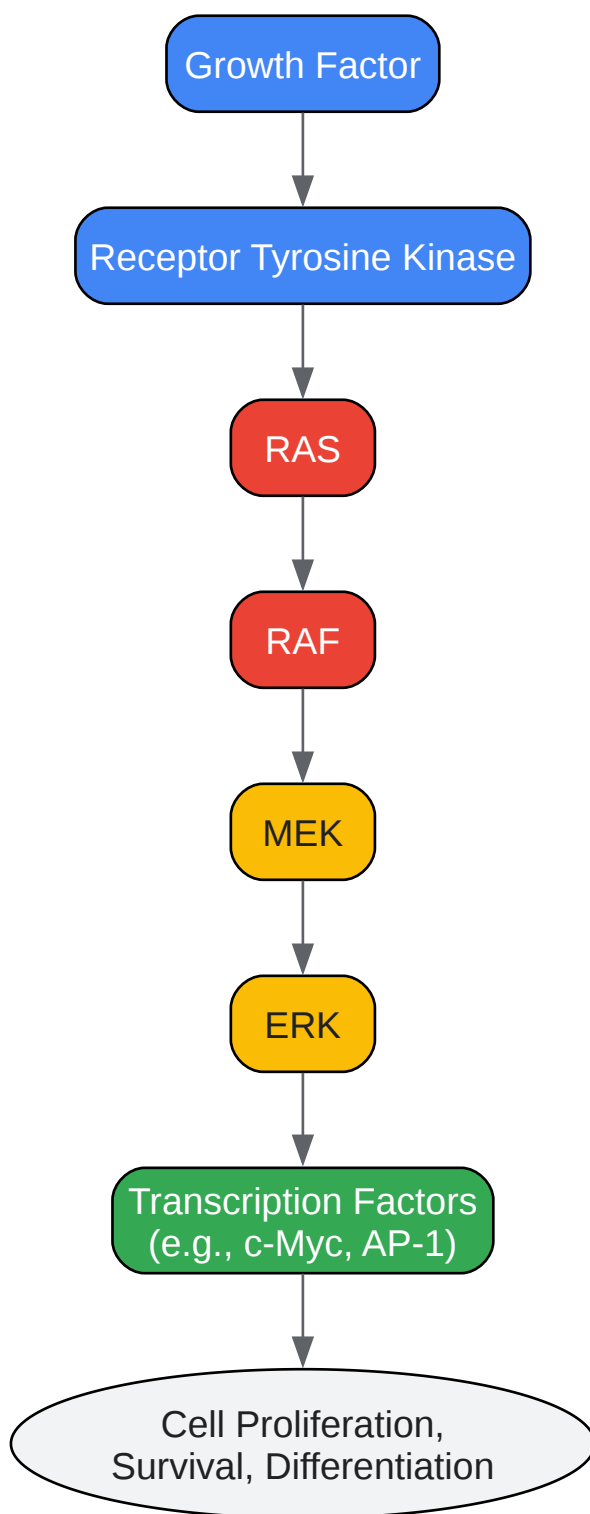 Growth Factor
Receptor Tyrosine Kinase
RAS
RAF
MEK
ERK
Transcription Factors
(e.g., c-Myc, AP-1)
Cell Proliferation,
Survival, Differentiation